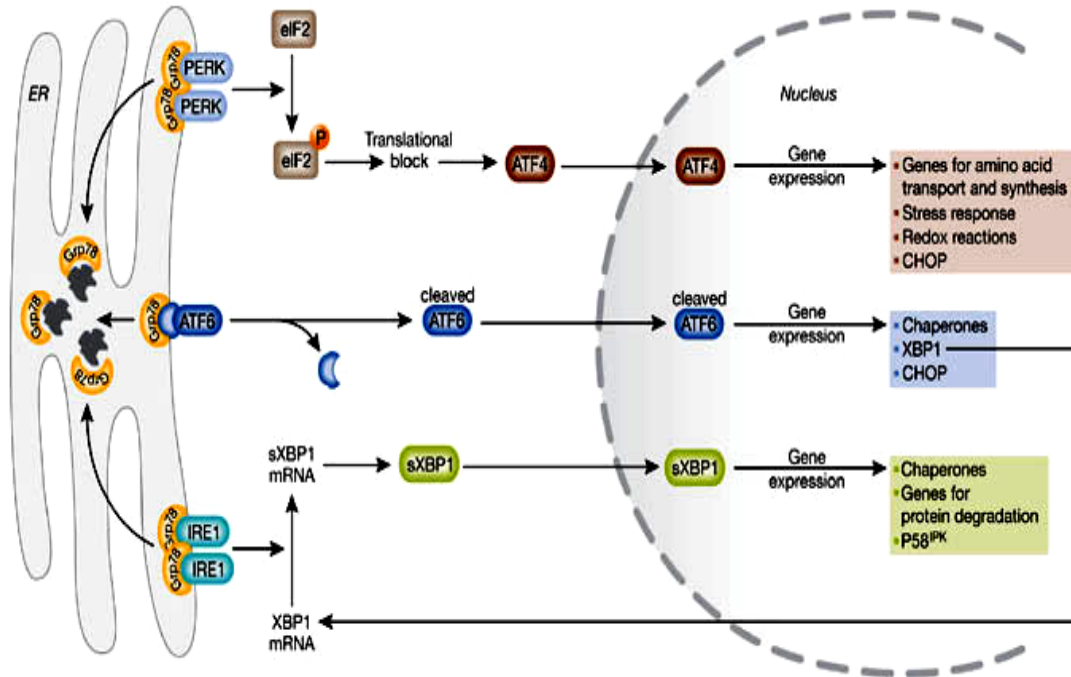 ER
Grp78
PERK
Grp78
PERK
eIF2
P
eIF2
Translational
block
ATF4
Nucleus
ATF4
Gene
expression
Genes for amino acid
transport and synthesis
Stress response
Redox reactions
CHOP
Grp78
Grp78
Grp78
Grp78
ATF6
cleaved
ATF6
cleaved
ATF6
Gene
expression
Chaperones
XBP1
CHOP
sXBP1
mRNA
sXBP1
sXBP1
Gene
expression
Chaperones
Genes for
protein degradation
P58IPK
Grp78
IRE1
Grp78
IRE1
XBP1
mRNA